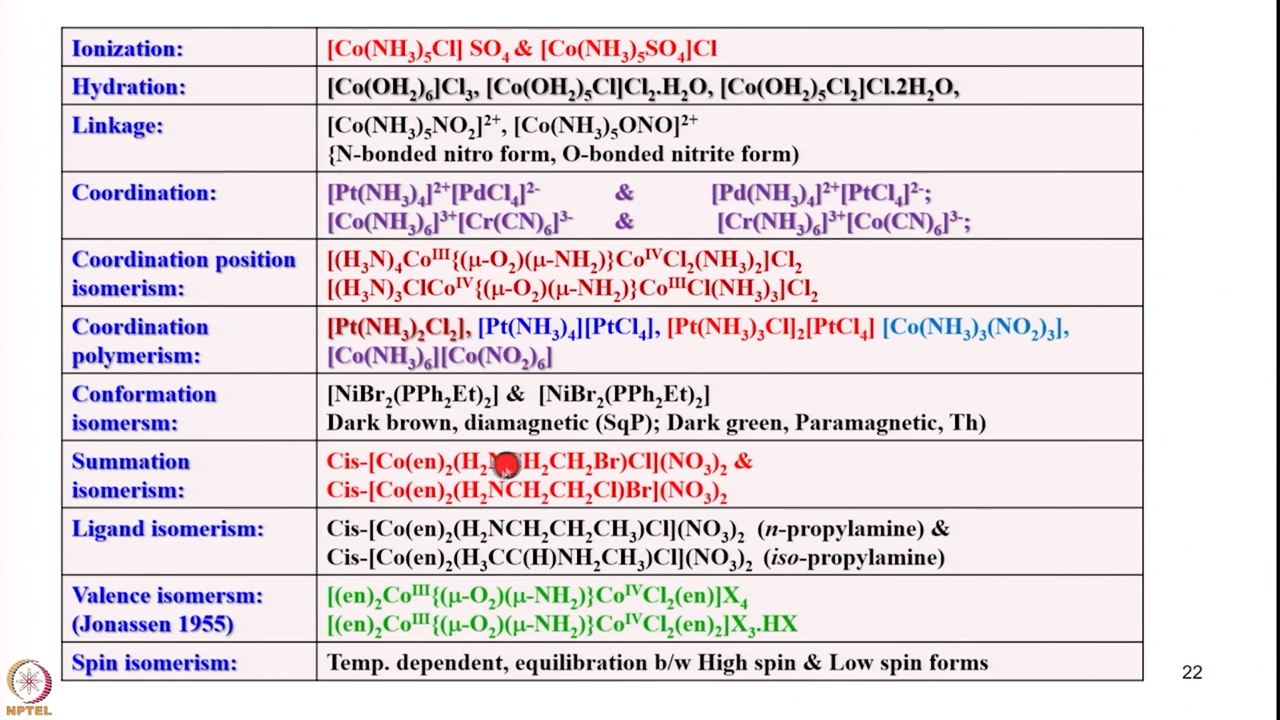 Ionization: [Co(NH₃)₅Cl] SO₄ & [Co(NH₃)₅SO₄]Cl
Hydration: [Co(OH₂)₆]Cl₃, [Co(OH₂)₅Cl]Cl₂.H₂O, [Co(OH₂)₅Cl₂]Cl.2H₂O,
Linkage: [Co(NH₃)₅NO₂]²⁺, [Co(NH₃)₅ONO]²⁺
{N-bonded nitro form, O-bonded nitrite form)
Coordination: [Pt(NH₃)₄]²⁺[PdCl₄]²⁻ & [Pd(NH₃)₄]²⁺[PtCl₄]²⁻;
[Co(NH₃)₆]³⁺[Cr(CN)₆]³⁻ & [Cr(NH₃)₆]³⁺[Co(CN)₆]³⁻;
Coordination position [(H₃N)₄Coᴵᴵᴵ{(μ-O₂)(μ-NH₂)}CoᴵⱽCl₂(NH₃)₂]Cl₂
isomerism: [(H₃N)₃ClCoᴵⱽ{(μ-O₂)(μ-NH₂)}CoᴵᴵᴵCl(NH₃)₃]Cl₂
Coordination [Pt(NH₃)₂Cl₂], [Pt(NH₃)₄][PtCl₄], [Pt(NH₃)₃Cl]₂[PtCl₄] [Co(NH₃)₃(NO₂)₃],
polymerism: [Co(NH₃)₆][Co(NO₂)₆]
Conformation [NiBr₂(PPh₂Et)₂] & [NiBr₂(PPh₂Et)₂]
isomersm: Dark brown, diamagnetic (SqP); Dark green, Paramagnetic, Th)
Summation Cis-[Co(en)₂(H₂N H₂CH₂Br)Cl](NO₃)₂ &
isomerism: Cis-[Co(en)₂(H₂NCH₂CH₂Cl)Br](NO₃)₂
Ligand isomerism: Cis-[Co(en)₂(H₂NCH₂CH₂CH₃)Cl](NO₃)₂ (n-propylamine) &
Cis-[Co(en)₂(H₃CC(H)NH₂CH₃)Cl](NO₃)₂ (iso-propylamine)
Valence isomersm: [(en)₂Coᴵᴵᴵ{(μ-O₂)(μ-NH₂)}CoᴵⱽCl₂(en)]X₄
(Jonassen 1955) [(en)₂Coᴵᴵᴵ{(μ-O₂)(μ-NH₂)}CoᴵⱽCl₂(en)₂]X₃.HX
Spin isomerism: Temp. dependent, equilibration b/w High spin & Low spin forms
22
NPTEL